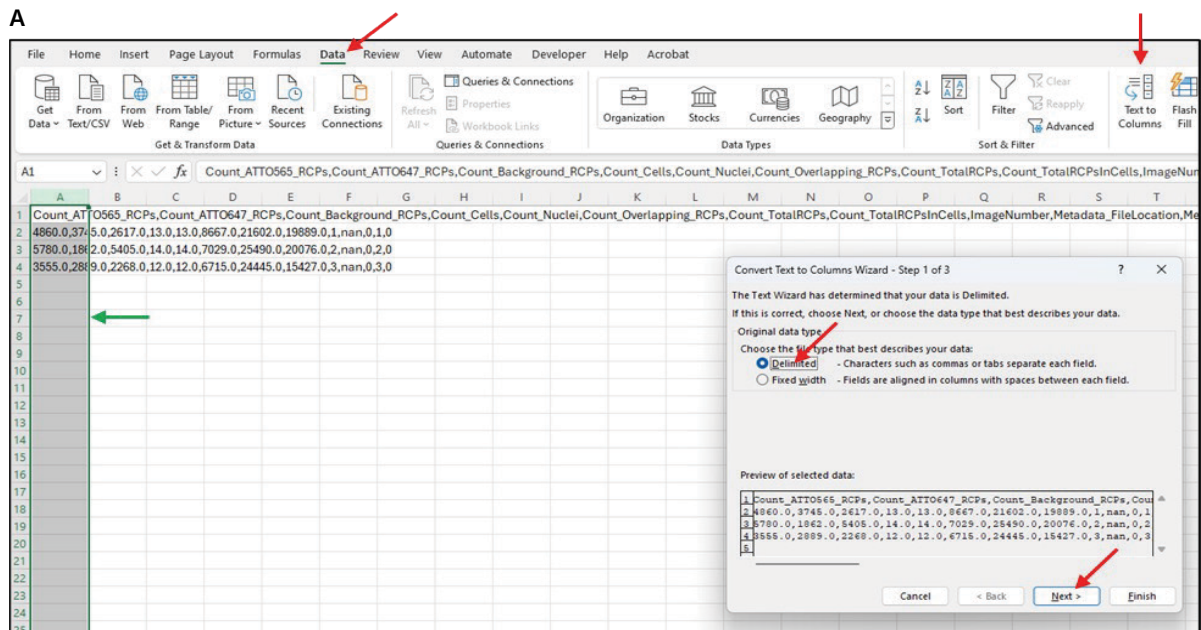 A
File Home Insert Page Layout Formulas Data Review View Automate Developer Help Acrobat
Get Data From Text/CSV From Web From Table/ Range From Picture Recent Sources Existing Connections
Get & Transform Data
Refresh All
Queries & Connections
Properties
Workbook Links
Queries & Connections
Organization Stocks Currencies Geography
Data Types
Sort Filter
Clear
Reapply
Advanced
Sort & Filter
Text to Columns Flash Fill
A1 fx Count_ATTO565_RCPs,Count_ATTO647_RCPs,Count_Background_RCPs,Count_Cells,Count_Nuclei,Count_Overlapping_RCPs,Count_TotalRCPs,Count_TotalRCPsInCells,ImageNum
A B C D E F G H I J K L M N O P Q R S T
1 Count_ATTO565_RCPs,Count_ATTO647_RCPs,Count_Background_RCPs,Count_Cells,Count_Nuclei,Count_Overlapping_RCPs,Count_TotalRCPs,Count_TotalRCPsInCells,ImageNumber,Metadata_FileLocation,Me
2 4860.0,3745.0,2617.0,13.0,13.0,8667.0,21602.0,19889.0,1,nan,0,1,0
3 5780.0,1862.0,5405.0,14.0,14.0,7029.0,25490.0,20076.0,2,nan,0,2,0
4 3555.0,2889.0,2268.0,12.0,12.0,6715.0,24445.0,15427.0,3,nan,0,3,0
5
6
7
8
9
10
11
12
13
14
15
16
17
18
19
20
21
22
23
24
25
Convert Text to Columns Wizard - Step 1 of 3 ? X
The Text Wizard has determined that your data is Delimited.
If this is correct, choose Next, or choose the data type that best describes your data.
Original data type
Choose the file type that best describes your data:
Delimited - Characters such as commas or tabs separate each field.
Fixed width - Fields are aligned in columns with spaces between each field.
Preview of selected data:
1 Count_ATTO565_RCPs,Count_ATTO647_RCPs,Count_Background_RCPs,Cou
2 4860.0,3745.0,2617.0,13.0,13.0,8667.0,21602.0,19889.0,1,nan,0,1
3 5780.0,1862.0,5405.0,14.0,14.0,7029.0,25490.0,20076.0,2,nan,0,2
4 3555.0,2889.0,2268.0,12.0,12.0,6715.0,24445.0,15427.0,3,nan,0,3
5
Cancel < Back Next > Finish